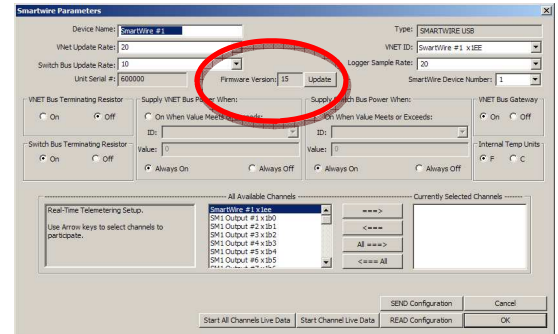 Smartwire Parameters
Device Name: SmartWire #1
Type: SMARTWIRE USB
VNet Update Rate: 20
VNET ID: SwartWire #1 x1EE
Switch Bus Update Rate: 10
Logger Sample Rate: 20
Unit Serial #: 600000
Firmware Version: 15 Update
SmartWire Device Number: 1
VNET Bus Terminating Resistor
On Off
Supply VNET Bus Power When:
On When Value Meets or Exceeds:
ID:
Value: 0
Always On Always Off
Supply Switch Bus Power When:
On When Value Meets or Exceeds:
ID:
Value: 0
Always On Always Off
VNET Bus Gateway
On Off
Switch Bus Terminating Resistor
On Off
Internal Temp Units
F C
Real-Time Telemetering Setup.
Use Arrow keys to select channels to
participate.
All Available Channels
SmartWire #1 x1ee
SM1 Output #1 x1b0
SM1 Output #2 x1b1
SM1 Output #3 x1b2
SM1 Output #4 x1b3
SM1 Output #5 x1b4
SM1 Output #6 x1b5
SM1 Output #7 x1b6
===>
<===
All ===>
<=== All
Currently Selected Channels
SEND Configuration Cancel
Start All Channels Live Data Start Channel Live Data READ Configuration OK